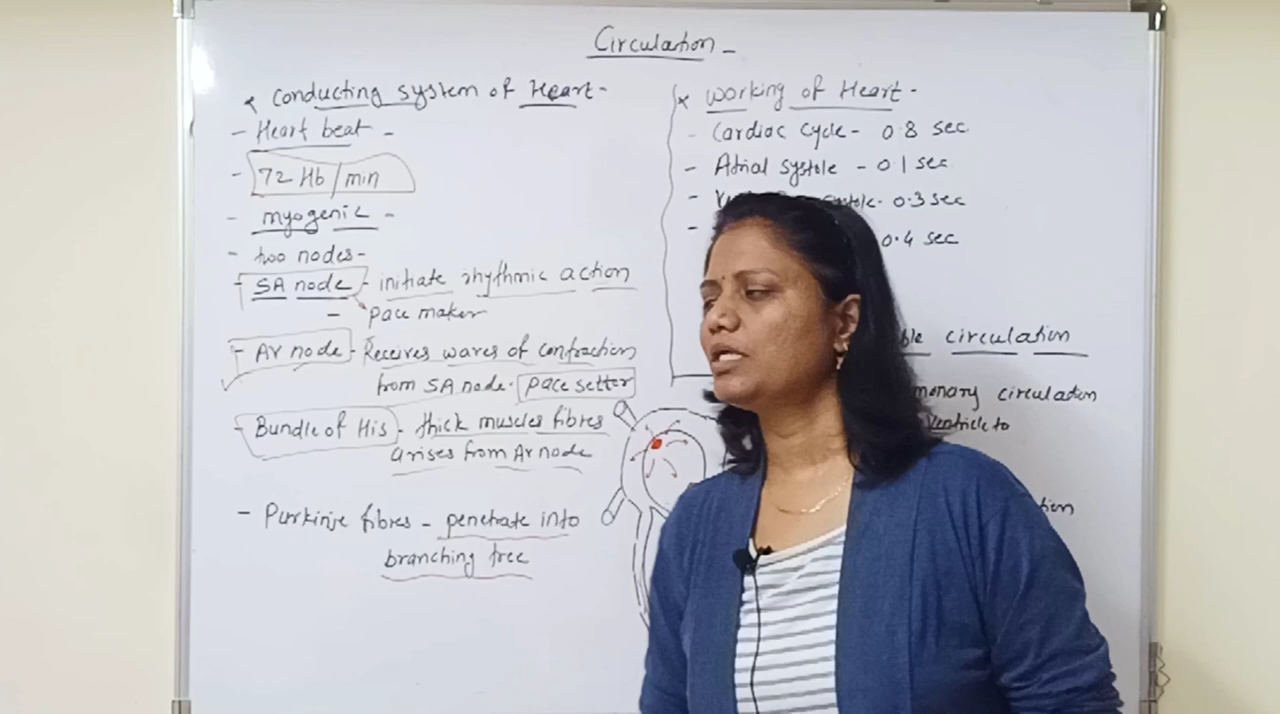 Circulation -
* Conducting system of Heart -
- Heart beat -
- 72 Hb/min
- myogenic -
- two nodes -
- SA node - initiate rhythmic action
- pace maker
- AV node - Receives waves of contraction
from SA node. pace setter
- Bundle of His - thick muscles fibres
arises from AV node
- Purkinje fibres - penetrate into
branching tree
* working of Heart -
- Cardiac cycle - 0.8 sec
- Atrial systole - 0.1 sec
- 0.3 sec
- 0.4 sec
circulation
circulation
ventricle to